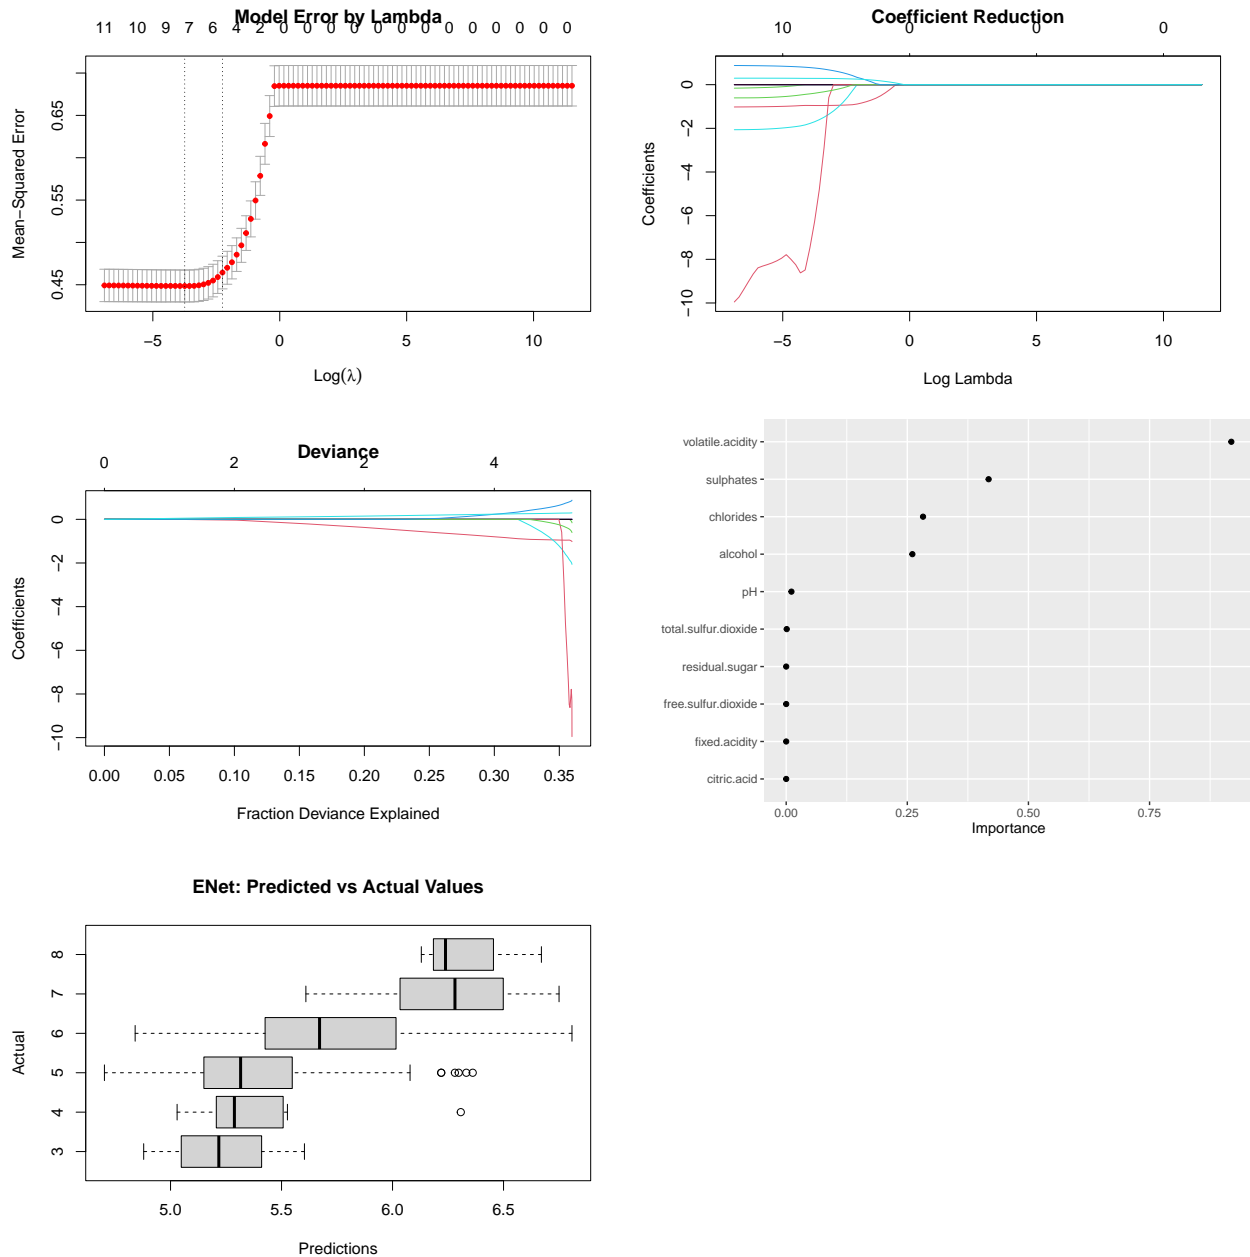 Model Error by Lambda
11 10 9 7 6 4 2 0 0 0 0 0 0 0 0 0 0 0 0
0.65
0.55
0.45
Mean−Squared Error
−5 0 5 10
Log(λ)
Coefficient Reduction
10 0 0 0
0
−2
−4
−6
−8
−10
Coefficients
−5 0 5 10
Log Lambda
Deviance
0 2 2 4
0
−2
−4
−6
−8
−10
Coefficients
0.00 0.05 0.10 0.15 0.20 0.25 0.30 0.35
Fraction Deviance Explained
volatile.acidity
sulphates
chlorides
alcohol
pH
total.sulfur.dioxide
residual.sugar
free.sulfur.dioxide
fixed.acidity
citric.acid
0.00 0.25 0.50 0.75
Importance
ENet: Predicted vs Actual Values
8
7
6
5
4
3
Actual
5.0 5.5 6.0 6.5
Predictions